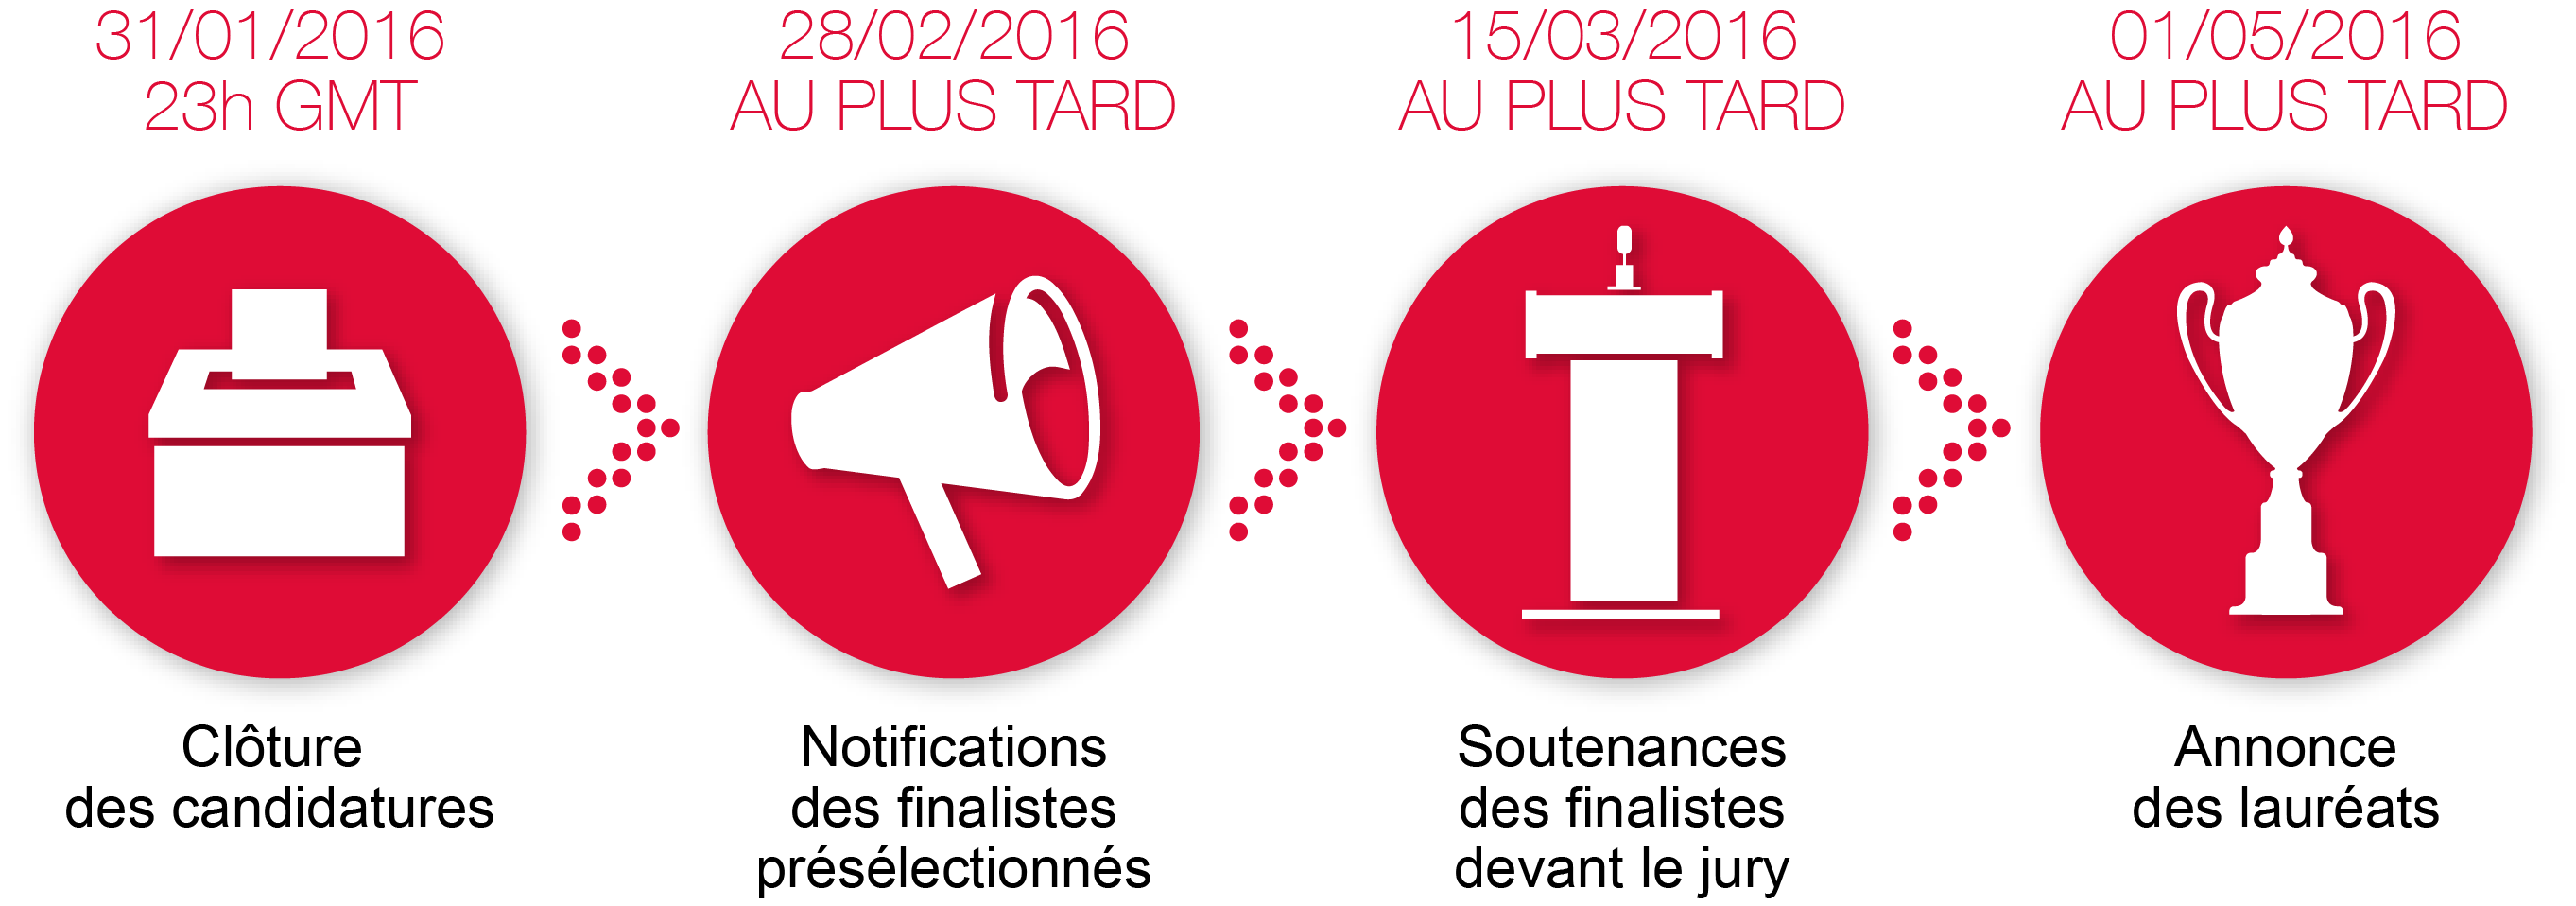 31/01/2016
23h GMT
28/02/2016
AU PLUS TARD
15/03/2016
AU PLUS TARD
01/05/2016
AU PLUS TARD
Clôture
des candidatures
Notifications
des finalistes
présélectionnés
Soutenances
des finalistes
devant le jury
Annonce
des lauréats